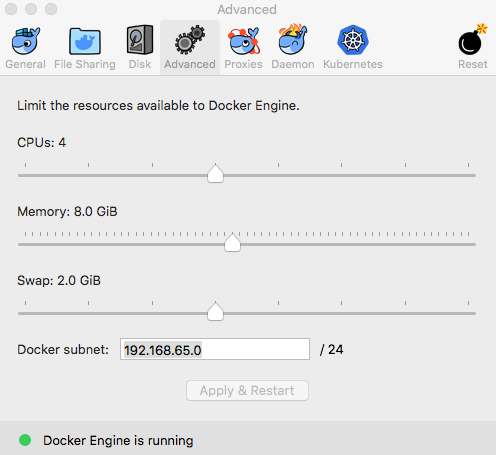 Advanced
General File Sharing Disk Advanced Proxies Daemon Kubernetes Reset
Limit the resources available to Docker Engine.
CPUs: 4
Memory: 8.0 GiB
Swap: 2.0 GiB
Docker subnet: 192.168.65.0 / 24
Apply & Restart
Docker Engine is running